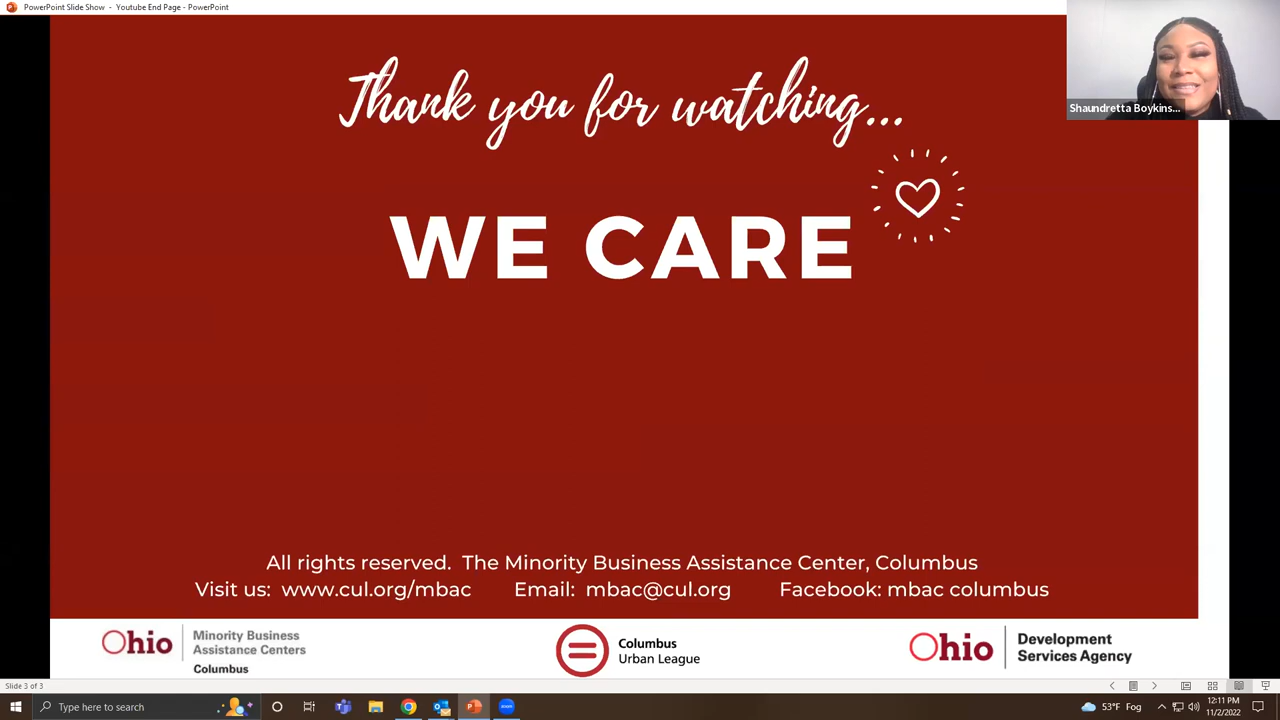 PowerPoint Slide Show - Youtube End Page - PowerPoint
Thank you for watching...
Shaundretta Boykins...
WE CARE
All rights reserved. The Minority Business Assistance Center, Columbus
Visit us: www.cul.org/mbac Email: mbac@cul.org Facebook: mbac columbus
Ohio
Minority Business
Assistance Centers
Columbus
Columbus
Urban League
Ohio
Development
Services Agency
Slide 3 of 3
Type here to search
zoom
53°F Fog
12:11 PM
11/2/2022